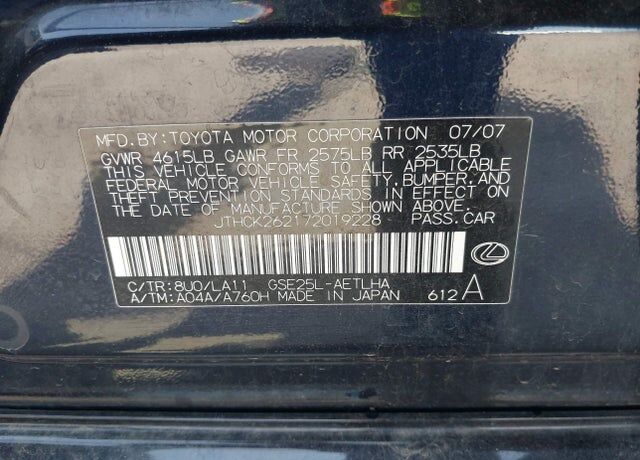 MFD. BY: TOYOTA MOTOR CORPORATION 07/07
GVWR 4615LB GAWR FR 2575LB RR 2535LB
THIS VEHICLE CONFORMS TO ALL APPLICABLE
FEDERAL MOTOR VEHICLE SAFETY, BUMPER, AND
THEFT PREVENTION STANDARDS IN EFFECT ON THE
DATE OF MANUFACTURE SHOWN ABOVE.
JTHCK262172019228 PASS. CAR
C/TR: 8U0/LA11 GSE25L-AETLHA
A/TM: A04A/A760H MADE IN JAPAN 612 A